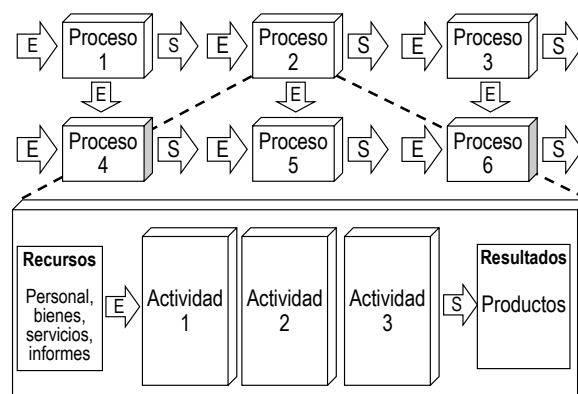 E
Proceso
1
S
E
Proceso
2
S
E
Proceso
3
S
E
E
E
E
Proceso
4
S
E
Proceso
5
S
E
Proceso
6
S
Recursos
Personal,
bienes,
servicios,
informes
E
Actividad
1
Actividad
2
Actividad
3
S
Resultados
Productos